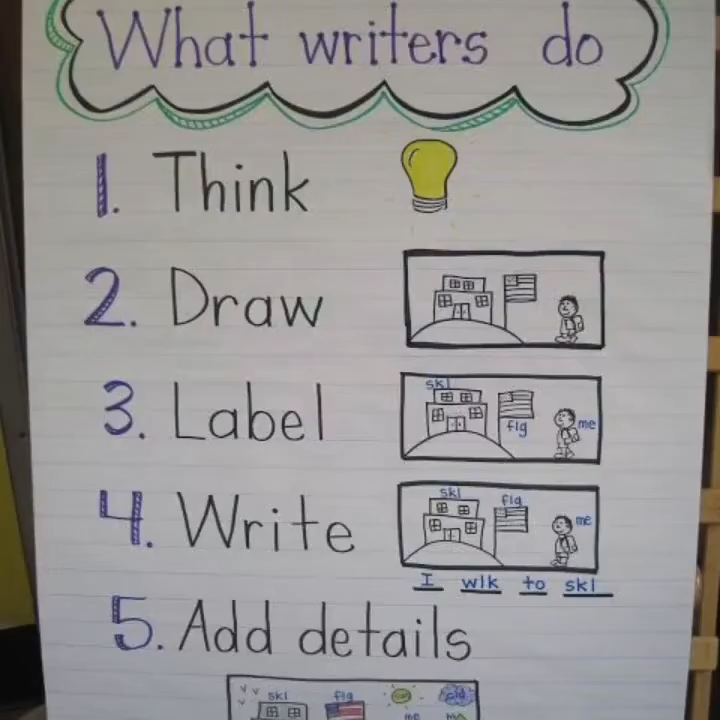 What writers do
1. Think
2. Draw
3. Label
skl
flg
me
4. Write
skl
flg
me
I wlk to skl
5. Add details
skl
flg
me